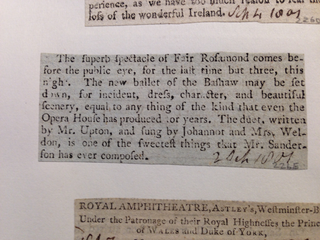 perience, as we have too much reason to fear the
loss of the wonderful Ireland.
The superb spectacle of Fair Rosamond comes be-
fore the public eye, for the last time but three, this
night. The new ballet of the Bashaw may be set
down, for incident, dress, character, and beautiful
scenery, equal to any thing of the kind that even the
Opera House has produced for years. The duet, written
by Mr. Upton, and sung by Johannot and Mrs. Wel-
don, is one of the sweetest things that Mr. Sander-
son has ever composed.
ROYAL AMPHITHEATRE, ASTLEY's, Westminster-B
Under the Patronage of their Royal Highnesses the Princ
of WALES and DUKE of YORK,